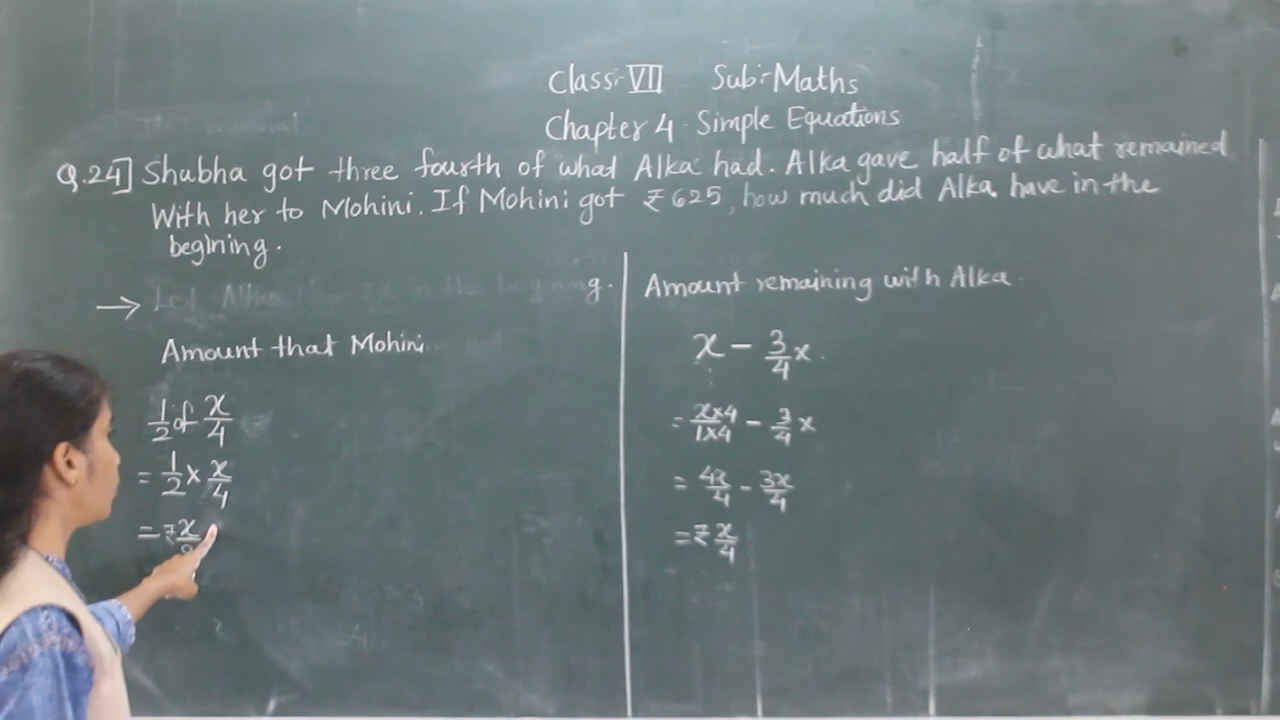 Class:- VII Sub:- Maths
Chapter 4 Simple Equations
Q.24] Shubha got three fourth of what Alka had. Alka gave half of what remained
With her to Mohini. If Mohini got ₹625, how much did Alka have in the
begining.
→ Let Alka have ₹x in the begining.
Amount that Mohini got
1/2 of x/4
= 1/2 × x/4
= ₹ x/8
Amount remaining with Alka
x - 3/4 x
= x×4/1×4 - 3/4 x
= 4x/4 - 3x/4
= ₹ x/4